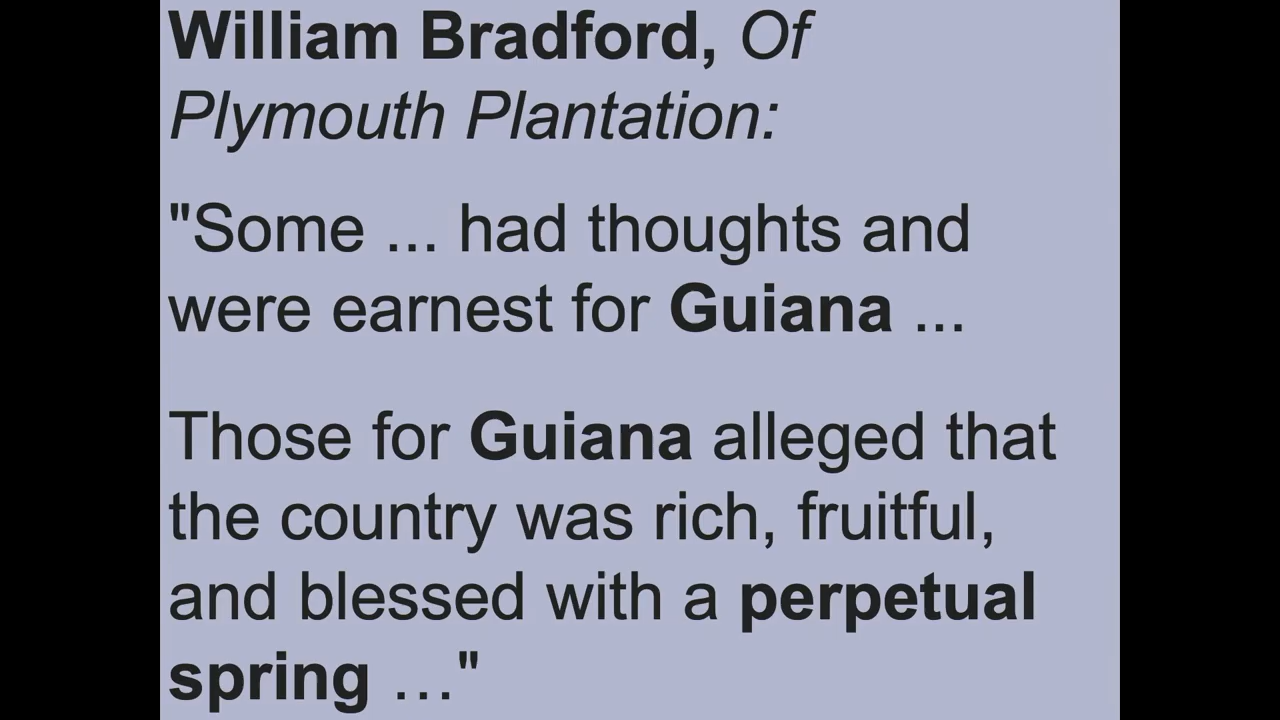 William Bradford, Of
Plymouth Plantation:
"Some ... had thoughts and
were earnest for Guiana ...
Those for Guiana alleged that
the country was rich, fruitful,
and blessed with a perpetual
spring …"